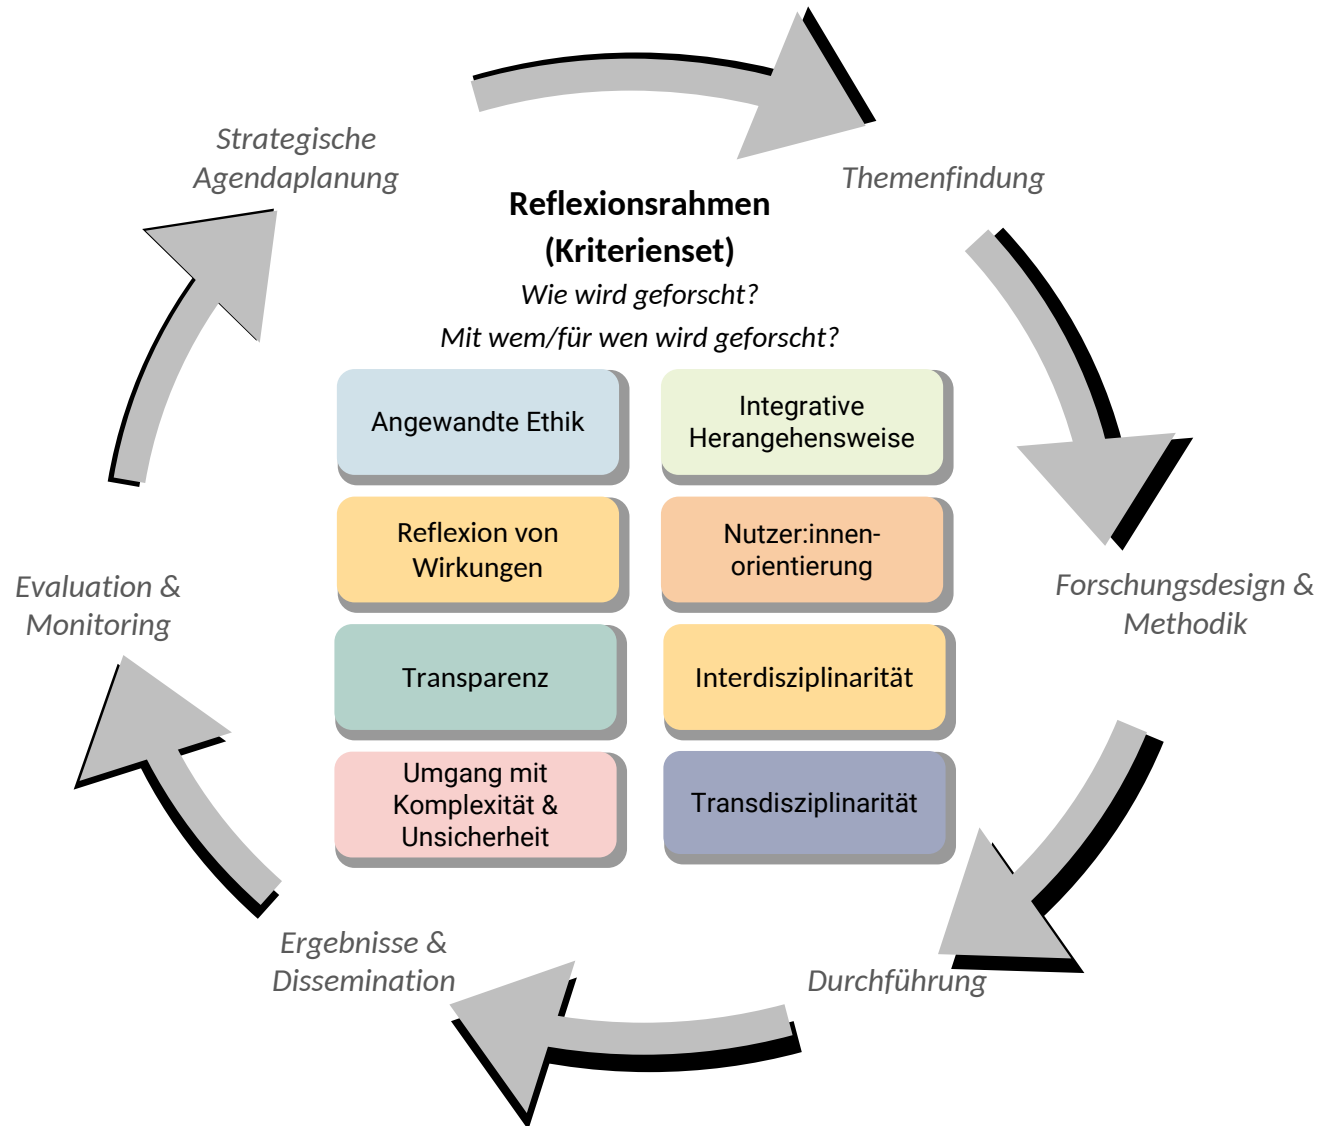 Strategische
Agendaplanung
Themenfindung
Reflexionsrahmen
(Kriterienset)
Wie wird geforscht?
Mit wem/für wen wird geforscht?
Angewandte Ethik
Integrative
Herangehensweise
Reflexion von
Wirkungen
Nutzer:innen-
orientierung
Evaluation &
Monitoring
Forschungsdesign &
Methodik
Transparenz
Interdisziplinarität
Umgang mit
Komplexität &
Unsicherheit
Transdisziplinarität
Ergebnisse &
Dissemination
Durchführung